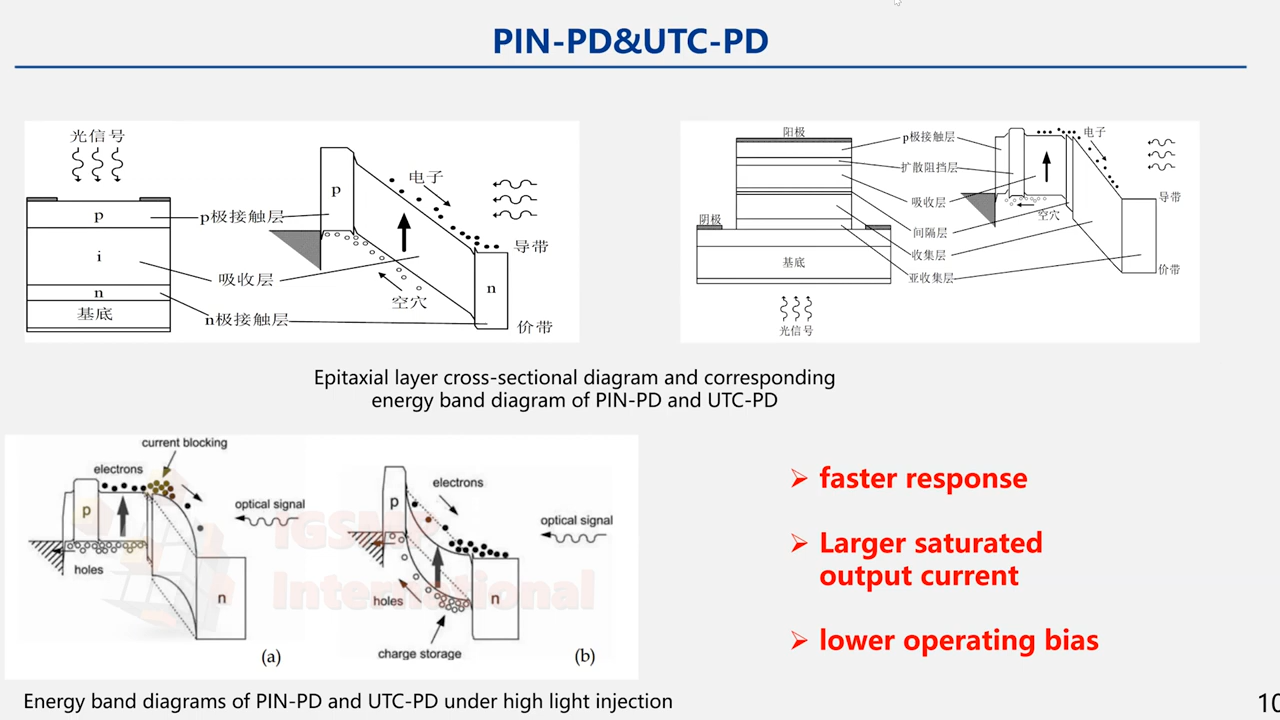 PIN-PD&UTC-PD
光信号
p
i
n
基底
p极接触层
吸收层
n极接触层
p
电子
空穴
导带
n
价带
阳极
阴极
基底
光信号
p极接触层
扩散阻挡层
吸收层
间隔层
收集层
亚收集层
电子
空穴
导带
价带
Epitaxial layer cross-sectional diagram and corresponding
energy band diagram of PIN-PD and UTC-PD
current blocking
electrons
p
optical signal
holes
n
(a)
electrons
p
optical signal
holes
n
charge storage
(b)
IGSM
International
faster response
Larger saturated
output current
lower operating bias
Energy band diagrams of PIN-PD and UTC-PD under high light injection
10